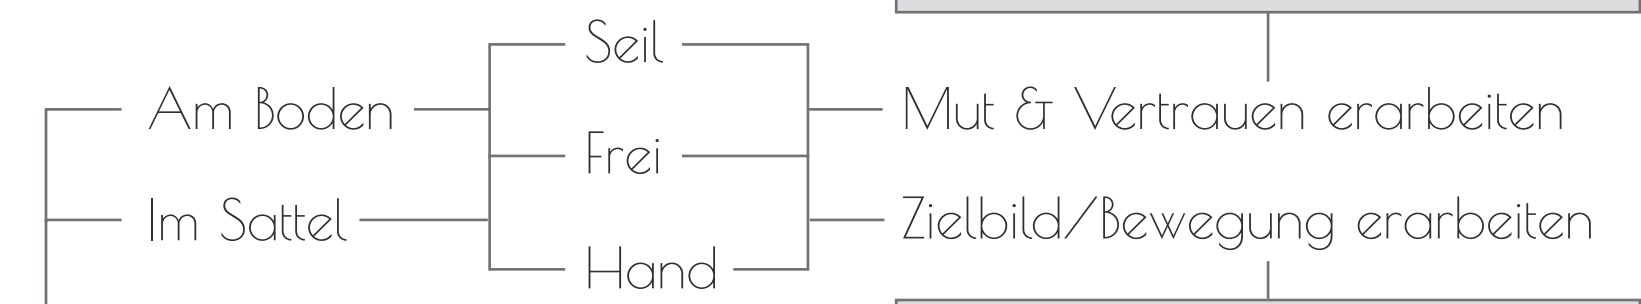 Seil
Am Boden
Mut & Vertrauen erarbeiten
Frei
Im Sattel
Zielbild/Bewegung erarbeiten
Hand